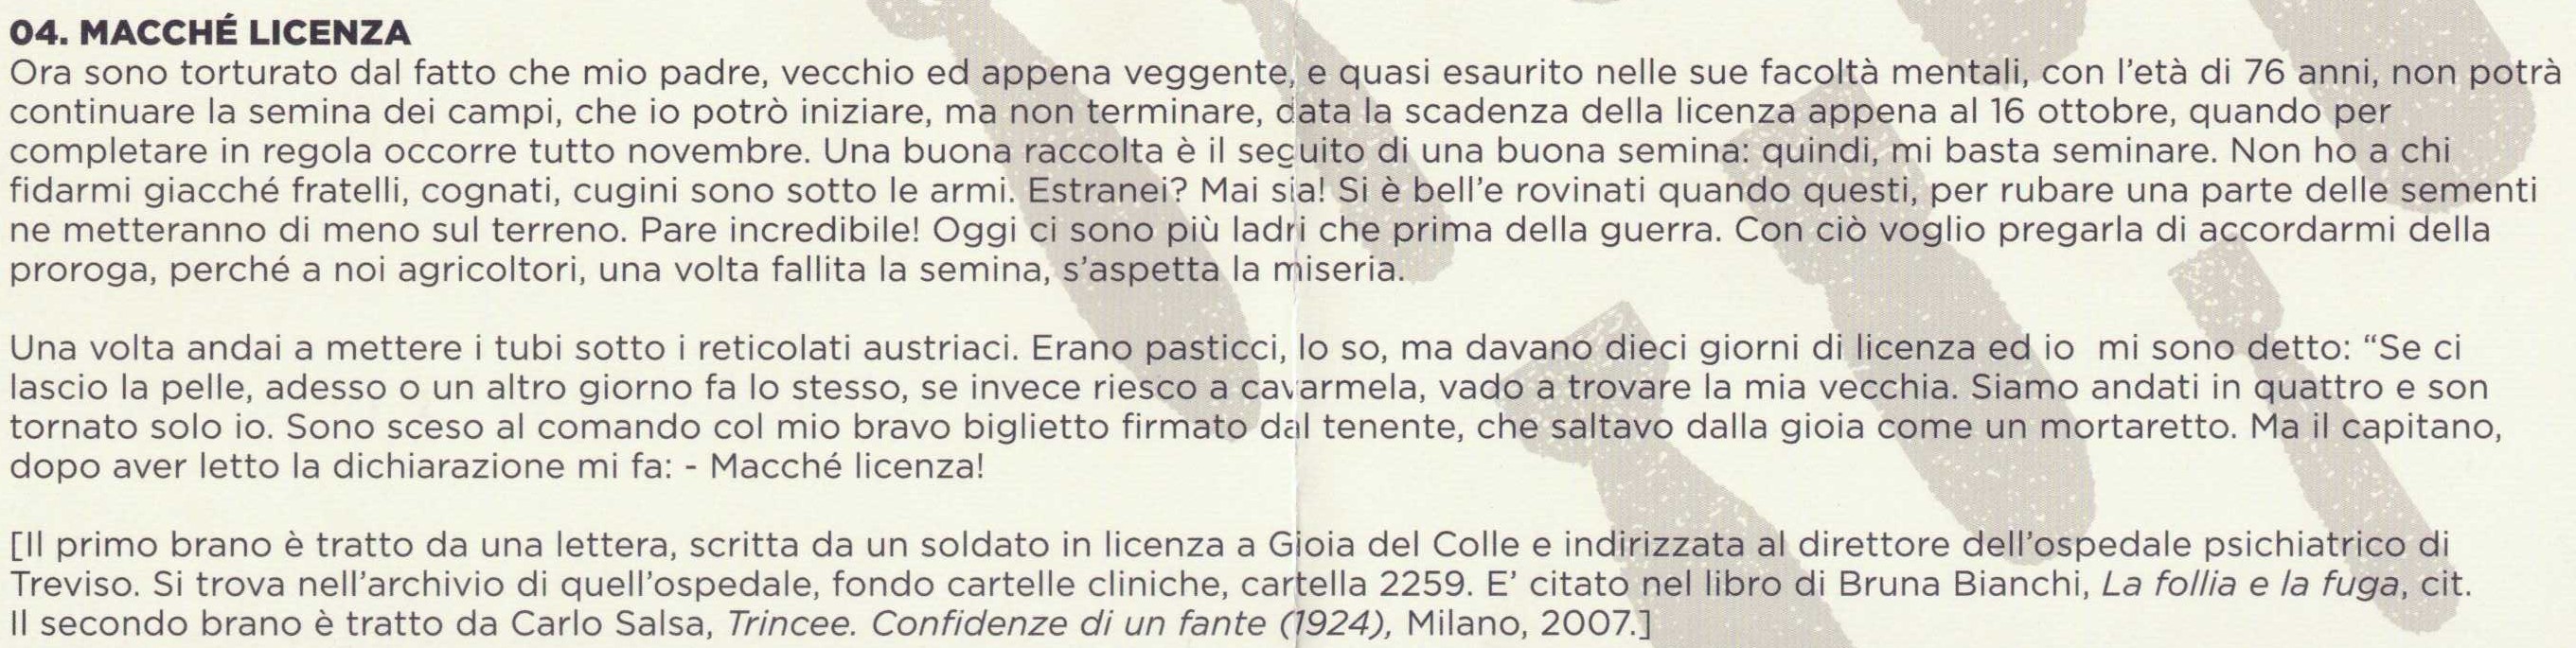 04. MACCHÉ LICENZA
Ora sono torturato dal fatto che mio padre, vecchio ed appena veggente, e quasi esaurito nelle sue facoltà mentali, con l'età di 76 anni, non potrà
continuare la semina dei campi, che io potrò iniziare, ma non terminare, data la scadenza della licenza appena al 16 ottobre, quando per
completare in regola occorre tutto novembre. Una buona raccolta è il seguito di una buona semina: quindi, mi basta seminare. Non ho a chi
fidarmi giacché fratelli, cognati, cugini sono sotto le armi. Estranei? Mai sia! Si è bell'e rovinati quando questi, per rubare una parte delle sementi
ne metteranno di meno sul terreno. Pare incredibile! Oggi ci sono più ladri che prima della guerra. Con ciò voglio pregarla di accordarmi della
proroga, perché a noi agricoltori, una volta fallita la semina, s'aspetta la miseria.

Una volta andai a mettere i tubi sotto i reticolati austriaci. Erano pasticci, lo so, ma davano dieci giorni di licenza ed io  mi sono detto: “Se ci
lascio la pelle, adesso o un altro giorno fa lo stesso, se invece riesco a cavarmela, vado a trovare la mia vecchia. Siamo andati in quattro e son
tornato solo io. Sono sceso al comando col mio bravo biglietto firmato dal tenente, che saltavo dalla gioia come un mortaretto. Ma il capitano,
dopo aver letto la dichiarazione mi fa: - Macché licenza!

[Il primo brano è tratto da una lettera, scritta da un soldato in licenza a Gioia del Colle e indirizzata al direttore dell'ospedale psichiatrico di
Treviso. Si trova nell'archivio di quell'ospedale, fondo cartelle cliniche, cartella 2259. E' citato nel libro di Bruna Bianchi, La follia e la fuga, cit.
Il secondo brano è tratto da Carlo Salsa, Trincee. Confidenze di un fante (1924), Milano, 2007.]